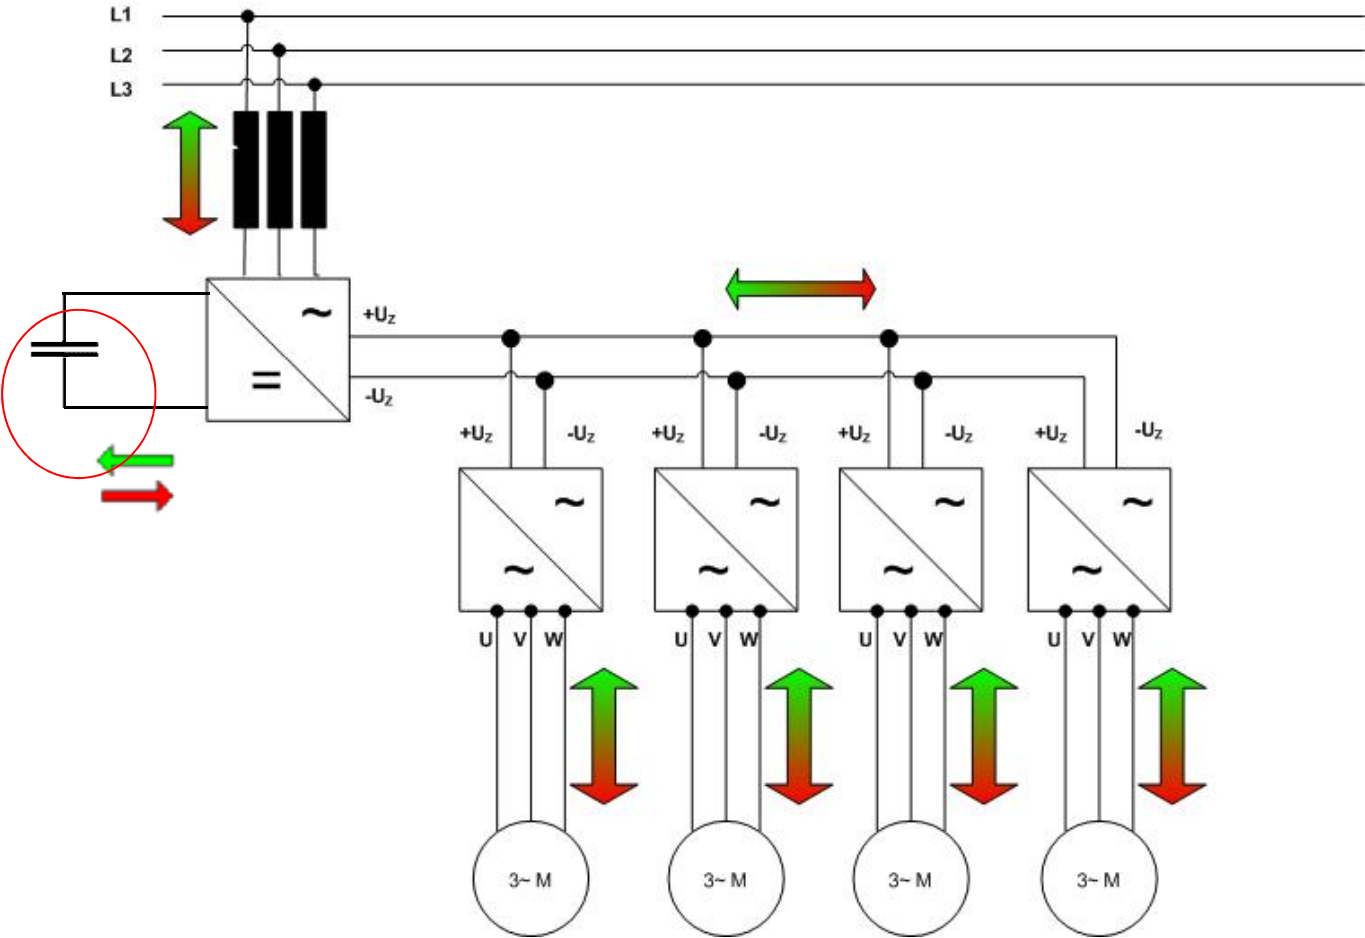 L1
L2
L3
~
=
+Uz
-Uz
+Uz -Uz +Uz -Uz +Uz -Uz +Uz -Uz
~ ~ ~ ~
~ ~ ~ ~
U V W U V W U V W U V W
3~ M 3~ M 3~ M 3~ M